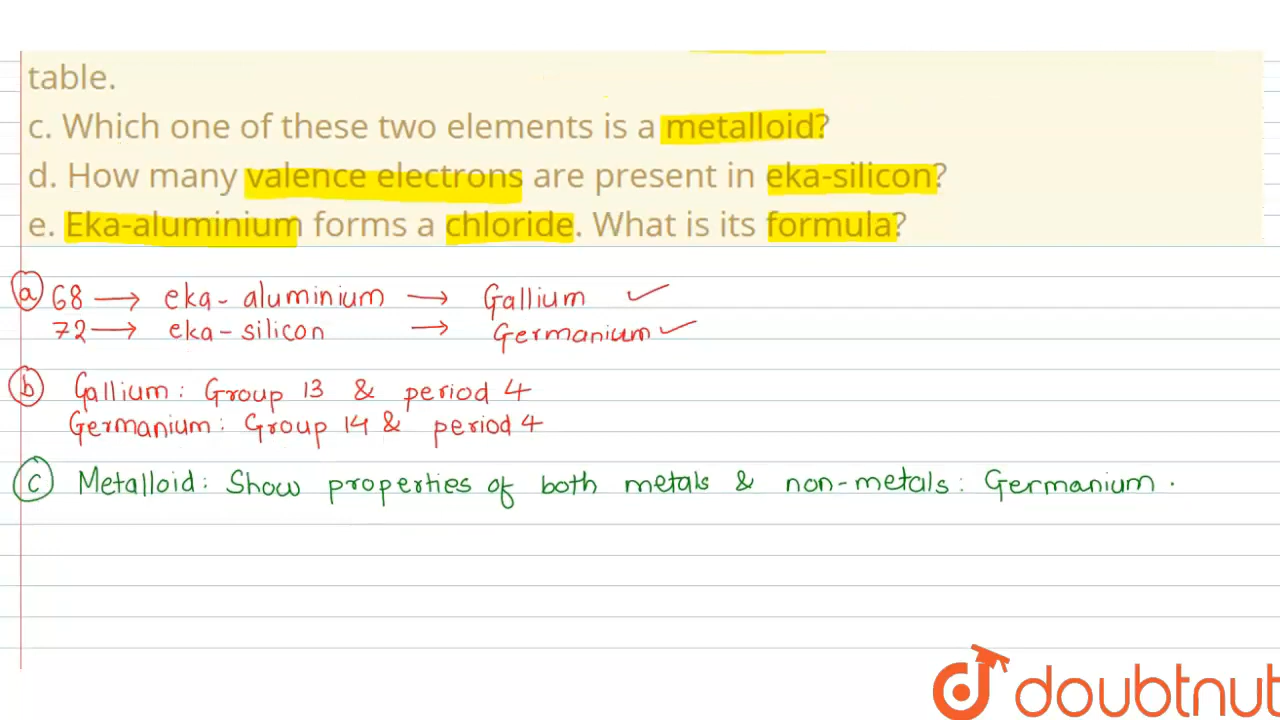 table.
c. Which one of these two elements is a metalloid?
d. How many valence electrons are present in eka-silicon?
e. Eka-aluminium forms a chloride. What is its formula?
a 68 → eka-aluminium → Gallium ✓
72 → eka-silicon → Germanium ✓
b Gallium: Group 13 & period 4
Germanium: Group 14 & period 4
c Metalloid: Show properties of both metals & non-metals: Germanium.
doubtnut